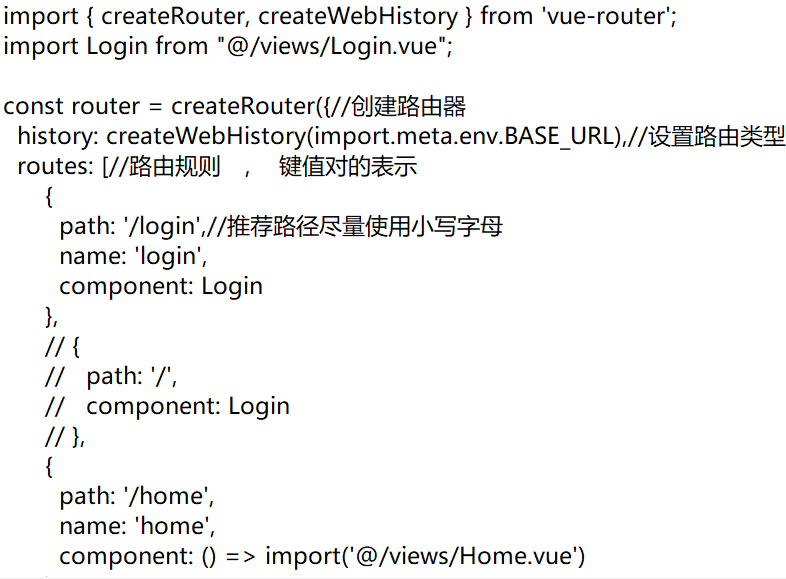 import { createRouter, createWebHistory } from 'vue-router';
import Login from "@/views/Login.vue";

const router = createRouter({//创建路由器
  history: createWebHistory(import.meta.env.BASE_URL),//设置路由类型
  routes: [//路由规则  ,  键值对的表示
    {
      path: '/login',//推荐路径尽量使用小写字母
      name: 'login',
      component: Login
    },
    // {
    //   path: '/',
    //   component: Login
    // },
    {
      path: '/home',
      name: 'home',
      component: () => import('@/views/Home.vue')